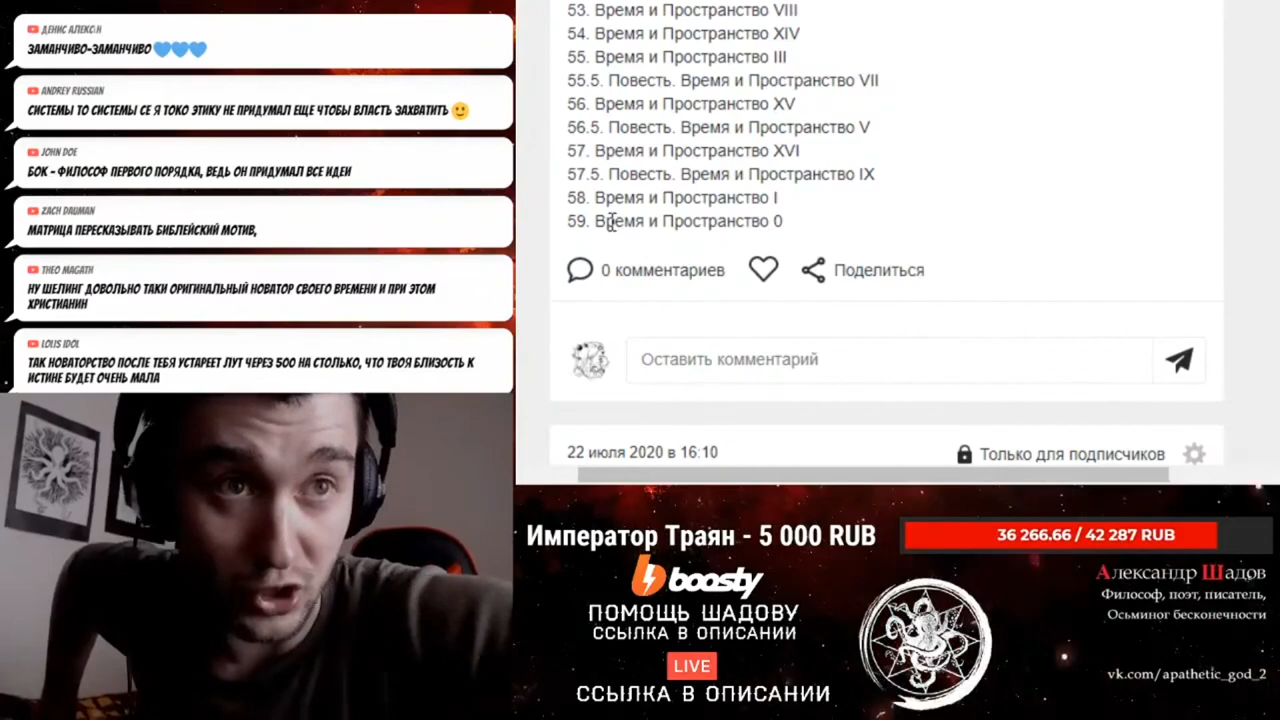 ДЕНИС АЛЕКСН
ЗАМАНЧИВО-ЗАМАНЧИВО
ANDREY RUSSIAN
СИСТЕМЫ ТО СИСТЕМЫ СЕ Я ТОКО ЭТИКУ НЕ ПРИДУМАЛ ЕЩЕ ЧТОБЫ ВЛАСТЬ ЗАХВАТИТЬ
JOHN DOE
БОК - ФИЛОСОФ ПЕРВОГО ПОРЯДКА, ВЕДЬ ОН ПРИДУМАЛ ВСЕ ИДЕИ
ZACH DAUMAN
МАТРИЦА ПЕРЕСКАЗЫВАТЬ БИБЛЕЙСКИЙ МОТИВ,
THEO MAGATH
НУ ШЕЛИНГ ДОВОЛЬНО ТАКИ ОРИГИНАЛЬНЫЙ НОВАТОР СВОЕГО ВРЕМЕНИ И ПРИ ЭТОМ
ХРИСТИАНИН
LOLIS IDOL
ТАК НОВАТОРСТВО ПОСЛЕ ТЕБЯ УСТАРЕЕТ ЛУТ ЧЕРЕЗ 500 НА СТОЛЬКО, ЧТО ТВОЯ БЛИЗОСТЬ К
ИСТИНЕ БУДЕТ ОЧЕНЬ МАЛА
53. Время и Пространство VIII
54. Время и Пространство XIV
55. Время и Пространство III
55.5. Повесть. Время и Пространство VII
56. Время и Пространство XV
56.5. Повесть. Время и Пространство V
57. Время и Пространство XVI
57.5. Повесть. Время и Пространство IX
58. Время и Пространство I
59. Время и Пространство 0
0 комментариев
Поделиться
Оставить комментарий
22 июля 2020 в 16:10
Только для подписчиков
Император Траян - 5 000 RUB
36 266.66 / 42 287 RUB
boosty
ПОМОЩЬ ШАДОВУ
ССЫЛКА В ОПИСАНИИ
LIVE
ССЫЛКА В ОПИСАНИИ
Александр Шадов
Философ, поэт, писатель,
Осьминог бесконечности
vk.com/apathetic_god_2